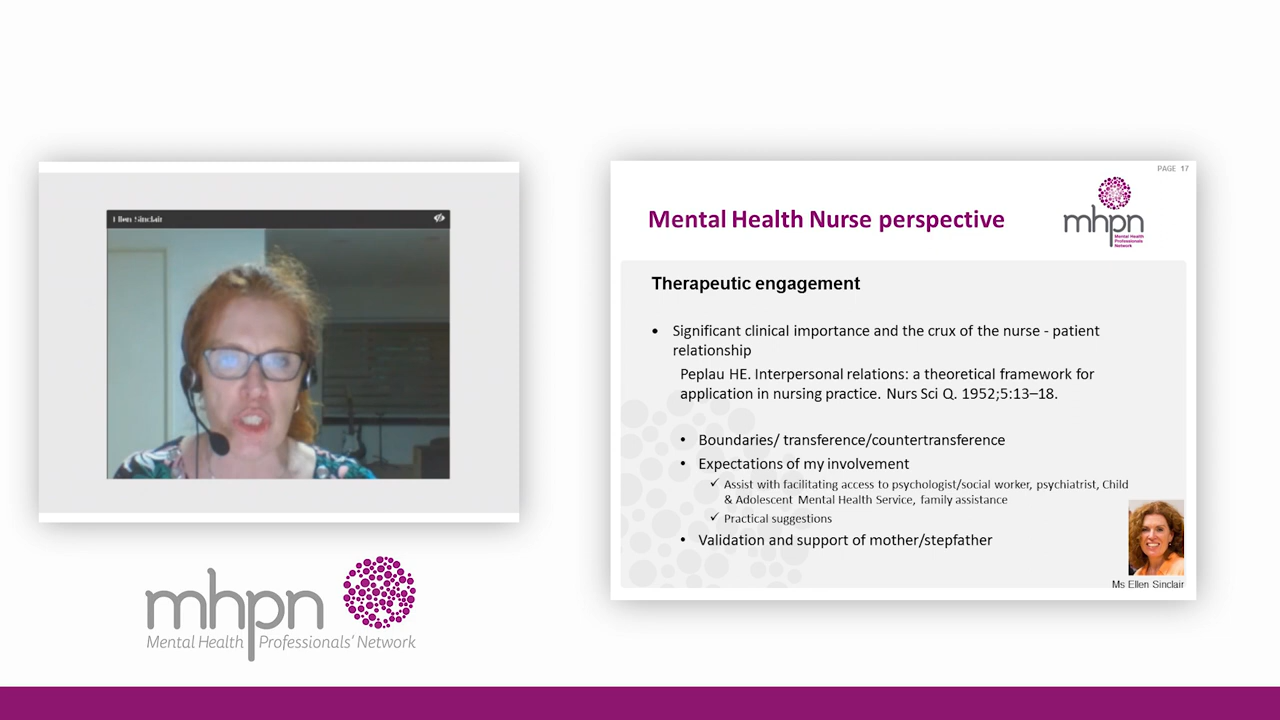 Ellen Sinclair
mhpn
Mental Health Professionals' Network
PAGE 17
mhpn
Mental Health
Professionals
Network
Mental Health Nurse perspective
Therapeutic engagement
• Significant clinical importance and the crux of the nurse - patient
relationship
Peplau HE. Interpersonal relations: a theoretical framework for
application in nursing practice. Nurs Sci Q. 1952;5:13–18.
• Boundaries/ transference/countertransference
• Expectations of my involvement
✓ Assist with facilitating access to psychologist/social worker, psychiatrist, Child
& Adolescent Mental Health Service, family assistance
✓ Practical suggestions
• Validation and support of mother/stepfather
Ms Ellen Sinclair